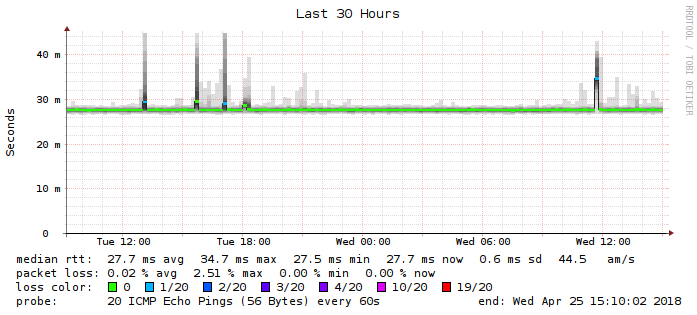 Last 30 Hours
RRDTOOL / TOBI OETIKER
Seconds
40 m
30 m
20 m
10 m
0
Tue 12:00 Tue 18:00 Wed 00:00 Wed 06:00 Wed 12:00
median rtt: 27.7 ms avg 34.7 ms max 27.5 ms min 27.7 ms now 0.6 ms sd 44.5 am/s
packet loss: 0.02 % avg 2.51 % max 0.00 % min 0.00 % now
loss color: 0 1/20 2/20 3/20 4/20 10/20 19/20
probe: 20 ICMP Echo Pings (56 Bytes) every 60s end: Wed Apr 25 15:10:02 2018